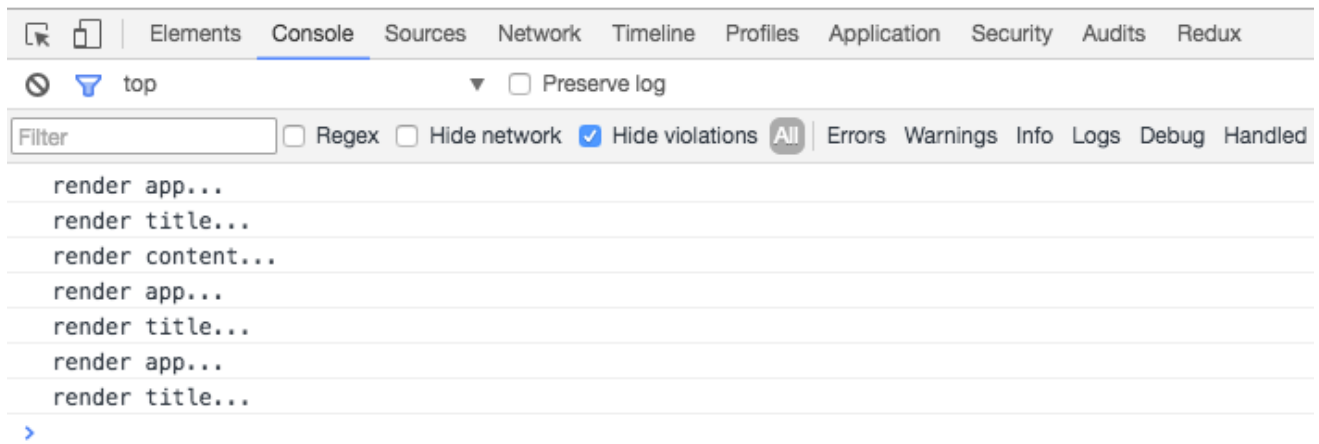 Elements Console Sources Network Timeline Profiles Application Security Audits Redux
top ▼ Preserve log
Filter Regex Hide network Hide violations All Errors Warnings Info Logs Debug Handled
render app...
render title...
render content...
render app...
render title...
render app...
render title...
>